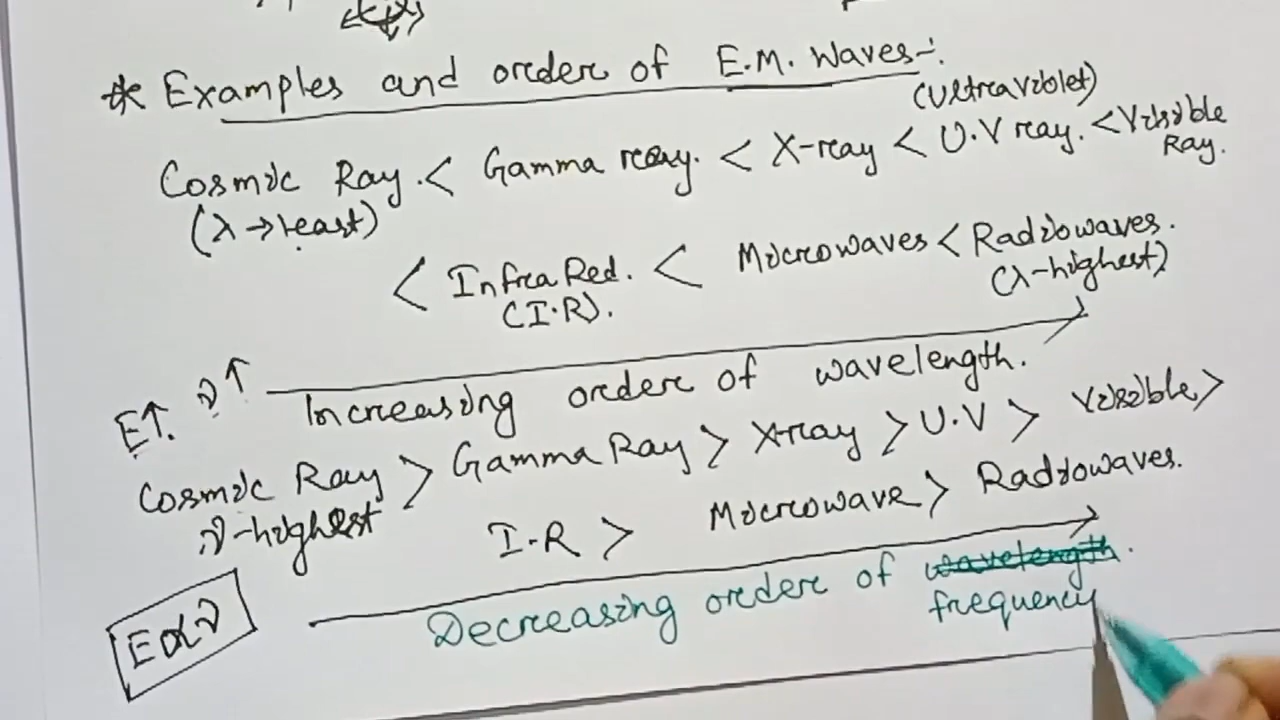 * Examples and order of E.M. Waves:-
(Ultraviolet)
Cosmic Ray. < Gamma ray. < X-ray < U.V ray. < Visible
Ray.
(λ→least)
< Infra Red. < Microwaves < Radiowaves.
(I.R).
(λ-highest)
E↑. ν↑
Increasing order of wavelength.
Cosmic Ray > Gamma Ray > X-ray > U.V > Visible >
ν-highest
I.R > Microwave > Radiowaves.
E∝ν
Decreasing order of wavelength.
frequency